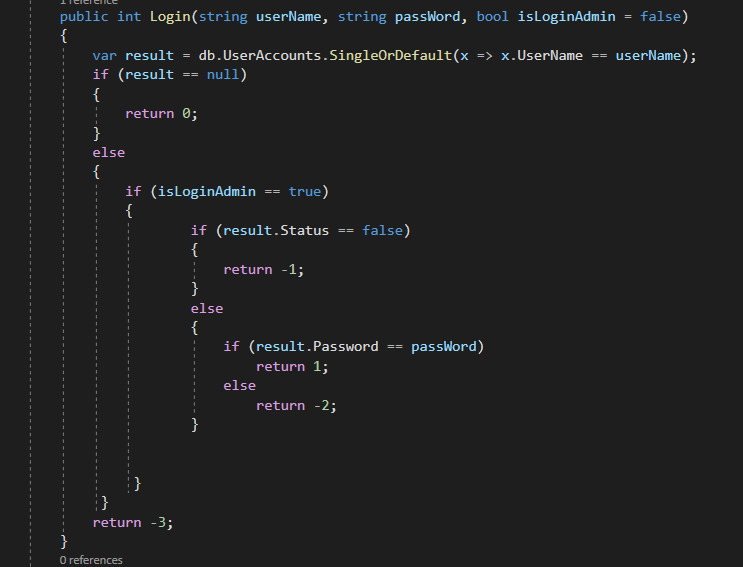 1 reference
public int Login(string userName, string passWord, bool isLoginAdmin = false)
{
var result = db.UserAccounts.SingleOrDefault(x => x.UserName == userName);
if (result == null)
{
return 0;
}
else
{
if (isLoginAdmin == true)
{
if (result.Status == false)
{
return -1;
}
else
{
if (result.Password == passWord)
return 1;
else
return -2;
}
}
}
return -3;
}
0 references